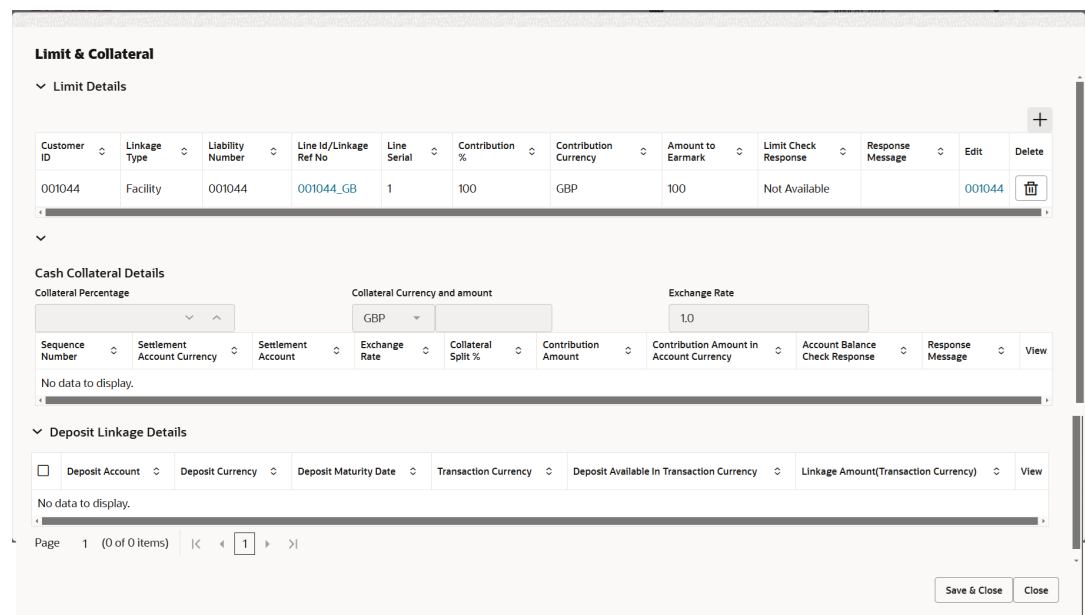 Limit & Collateral
Limit Details
Customer ID Linkage Type Liability Number Line Id/Linkage Ref No Line Serial Contribution % Contribution Currency Amount to Earmark Limit Check Response Response Message Edit Delete
001044 Facility 001044 001044_GB 1 100 GBP 100 Not Available 001044
Cash Collateral Details
Collateral Percentage Collateral Currency and amount Exchange Rate
GBP 1.0
Sequence Number Settlement Account Currency Settlement Account Exchange Rate Collateral Split % Contribution Amount Contribution Amount in Account Currency Account Balance Check Response Response Message View
No data to display.
Deposit Linkage Details
Deposit Account Deposit Currency Deposit Maturity Date Transaction Currency Deposit Available In Transaction Currency Linkage Amount(Transaction Currency) View
No data to display.
Page 1 (0 of 0 items) 1
Save & Close Close